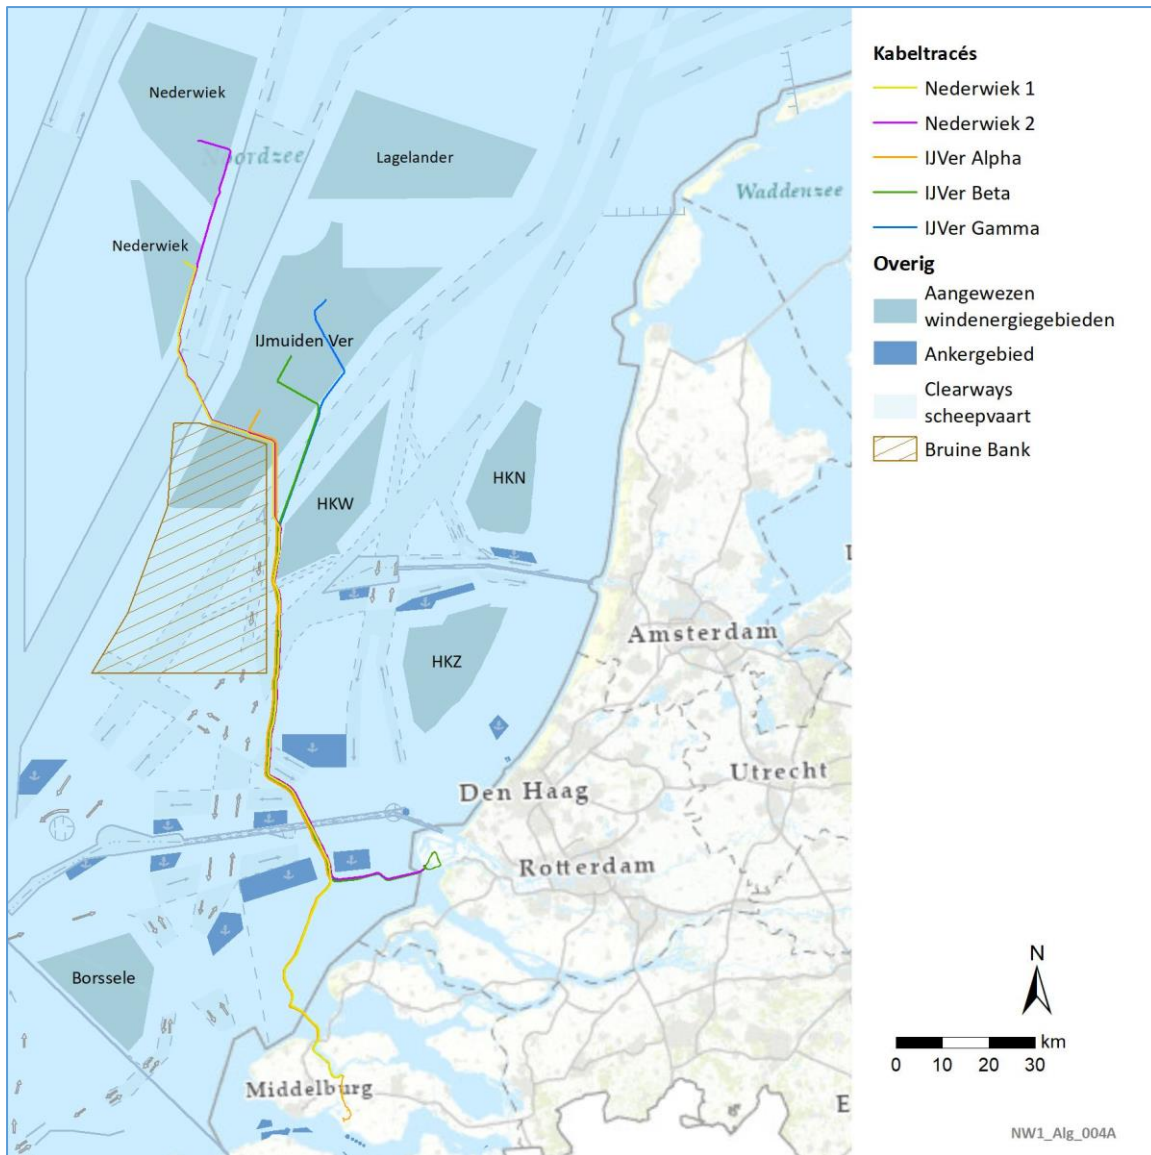 Nederwiek
Noordzee
Lagelander
Waddenzee
Nederwiek
IJmuiden Ver
HKW
HKN
Amsterdam
HKZ
Utrecht
Den Haag
Rotterdam
Borssele
Middelburg
E
Kabeltracés
Nederwiek 1
Nederwiek 2
IJVer Alpha
IJVer Beta
IJVer Gamma
Overig
Aangewezen
windenergiegebieden
Ankergebied
Clearways
scheepvaart
Bruine Bank
N
km
0 10 20 30
NW1_Alg_004A